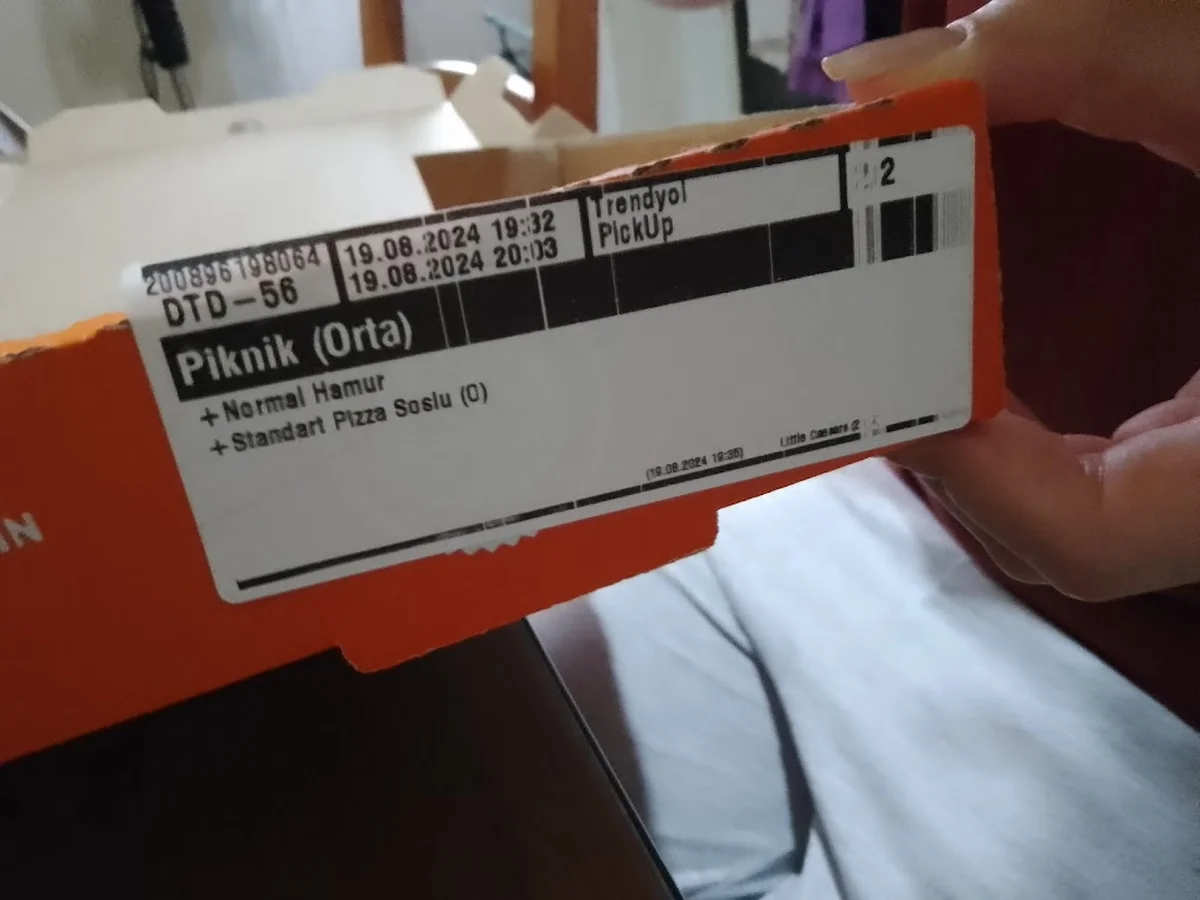 200896198064
DTD-56
19.08.2024 19:32
19.08.2024 20:03
Trendyol
PickUp
2
Piknik (Orta)
+Normal Hamur
+Standart Pizza Soslu (O)
(19.08.2024 19:35)
Little Caesars
IN